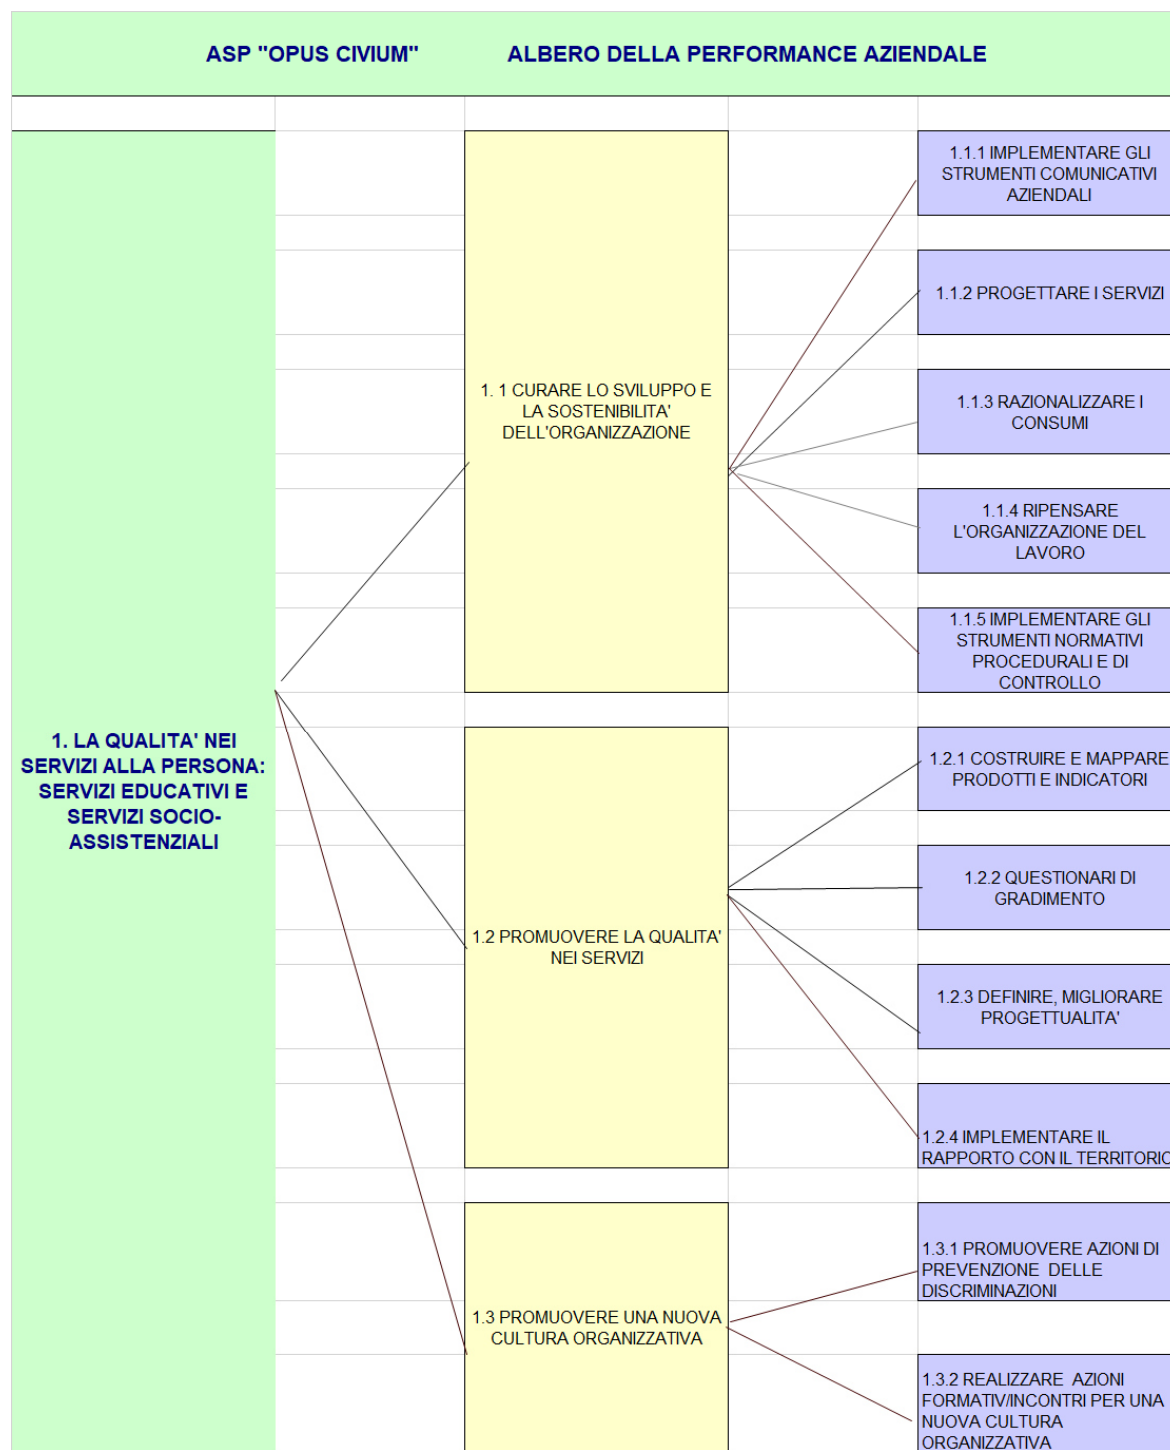 ASP "OPUS CIVIUM" ALBERO DELLA PERFORMANCE AZIENDALE
1. LA QUALITA' NEI
SERVIZI ALLA PERSONA:
SERVIZI EDUCATIVI E
SERVIZI SOCIO-
ASSISTENZIALI
1. 1 CURARE LO SVILUPPO E
LA SOSTENIBILITA'
DELL'ORGANIZZAZIONE
1.1.1 IMPLEMENTARE GLI
STRUMENTI COMUNICATIVI
AZIENDALI
1.1.2 PROGETTARE I SERVIZI
1.1.3 RAZIONALIZZARE I
CONSUMI
1.1.4 RIPENSARE
L'ORGANIZZAZIONE DEL
LAVORO
1.1.5 IMPLEMENTARE GLI
STRUMENTI NORMATIVI
PROCEDURALI E DI
CONTROLLO
1.2 PROMUOVERE LA QUALITA'
NEI SERVIZI
1.2.1 COSTRUIRE E MAPPARE
PRODOTTI E INDICATORI
1.2.2 QUESTIONARI DI
GRADIMENTO
1.2.3 DEFINIRE, MIGLIORARE
PROGETTUALITA'
1.2.4 IMPLEMENTARE IL
RAPPORTO CON IL TERRITORIO
1.3 PROMUOVERE UNA NUOVA
CULTURA ORGANIZZATIVA
1.3.1 PROMUOVERE AZIONI DI
PREVENZIONE DELLE
DISCRIMINAZIONI
1.3.2 REALIZZARE AZIONI
FORMATIV/INCONTRI PER UNA
NUOVA CULTURA
ORGANIZZATIVA